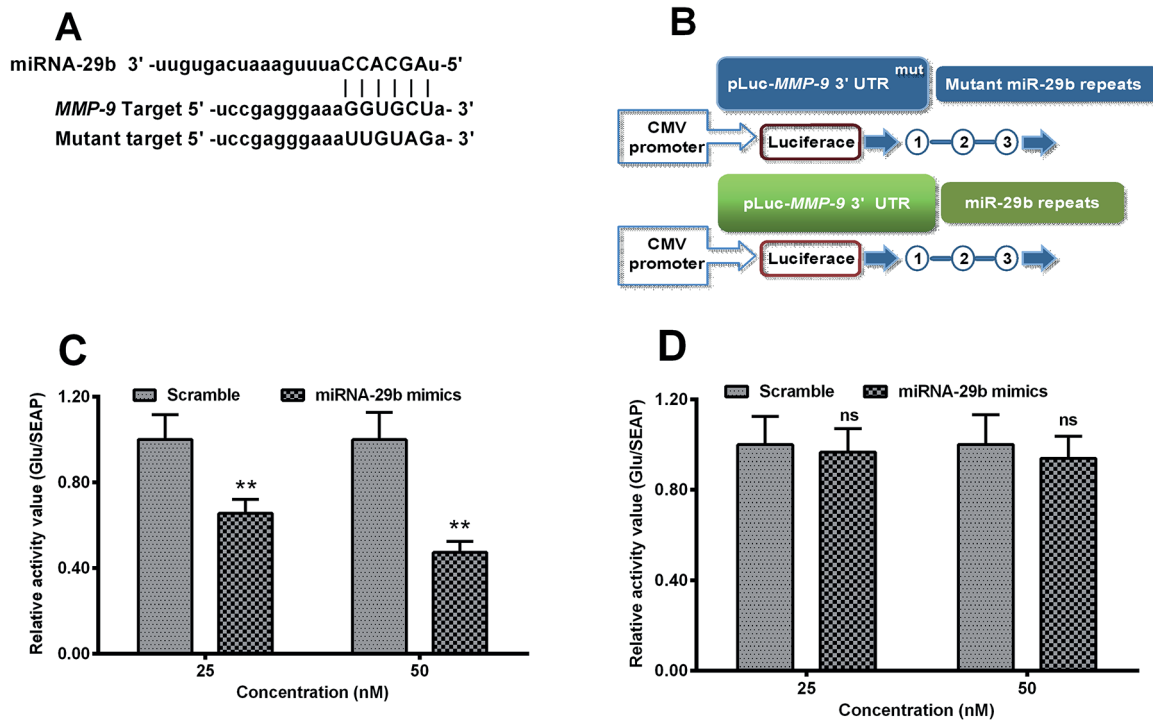 A
miRNA-29b 3' -uugugacuaaaguuuaCCACGAu-5'
MMP-9 Target 5' -uccgagggaaaGGUGCUa- 3'
Mutant target 5' -uccgagggaaaUUGUAGa- 3'
B
pLuc-MMP-9 3' UTR mut
Mutant miR-29b repeats
CMV
promoter
Luciferace
1
2
3
pLuc-MMP-9 3' UTR
miR-29b repeats
CMV
promoter
Luciferace
1
2
3
C
Scramble
miRNA-29b mimics
Relative activity value (Glu/SEAP)
1.20
0.80
0.40
0.00
**
**
25
50
Concentration (nM)
D
Scramble
miRNA-29b mimics
Relative activity value (Glu/SEAP)
1.20
0.80
0.40
0.00
ns
ns
25
50
Concentration (nM)